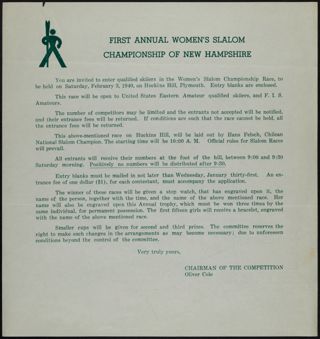 FIRST ANNUAL WOMEN'S SLALOM
CHAMPIONSHIP OF NEW HAMPSHIRE
You are invited to enter qualified skiiers in the Women's Slalom Championship Race, to
be held on Saturday, February 3, 1940, on Huckins Hill, Plymouth. Entry blanks are enclosed.
This race will be open to United States Eastern Amateur qualified skiiers, and F. I. S.
Amateurs.
The number of competitors may be limited and the entrants not accepted will be notified,
and their entrance fees will be returned. If conditions are such that the race cannot be held, all
the entrance fees will be returned.
This above-mentioned race on Huckins Hill, will be laid out by Hans Felsch, Chilean
National Slalom Champion. The starting time will be 10:00 A. M. Official rules for Slalom Races
will prevail.
All entrants will receive their numbers at the foot of the hill, between 9:00 and 9:30
Saturday morning. Positively no numbers will be distributed after 9:30.
Entry blanks must be mailed in not later than Wednesday, January thirty-first. An en-
trance fee of one dollar ($1), for each contestant, must accompany the application.
The winner of these races will be given a stop watch, that has engraved upon it, the
name of the person, together with the time, and the name of the above mentioned race. Her
name will also be engraved upon this Annual trophy, which must be won three times by the
same individual, for permanent possession. The first fifteen girls will receive a bracelet, engraved
with the name of the above mentioned race.
Smaller cups will be given for second and third prizes. The committee reserves the
right to make such changes in the arrangements as may become necessary; due to unforeseen
conditions beyond the control of the committee.
Very truly yours,
CHAIRMAN OF THE COMPETITION
Oliver Cole